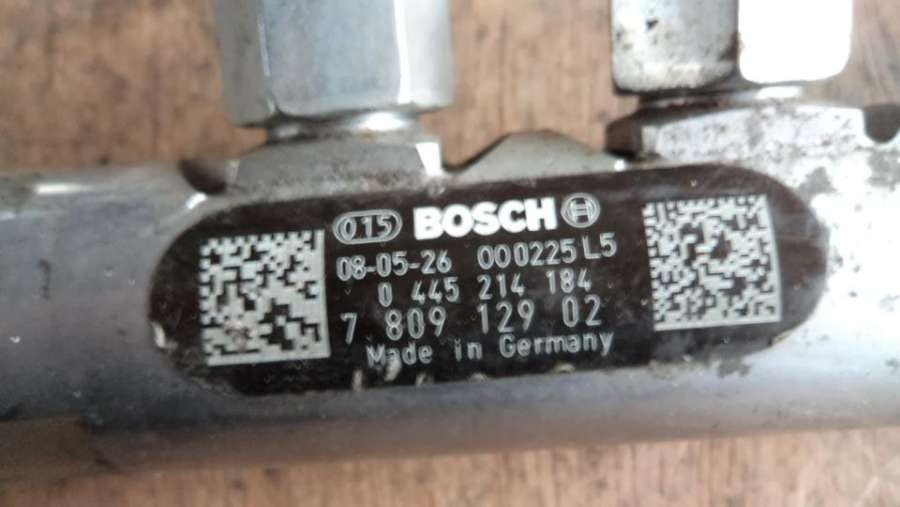 015 BOSCH
08-05-26 000225 L5
0 445 214 184
7 809 129 02
Made in Germany